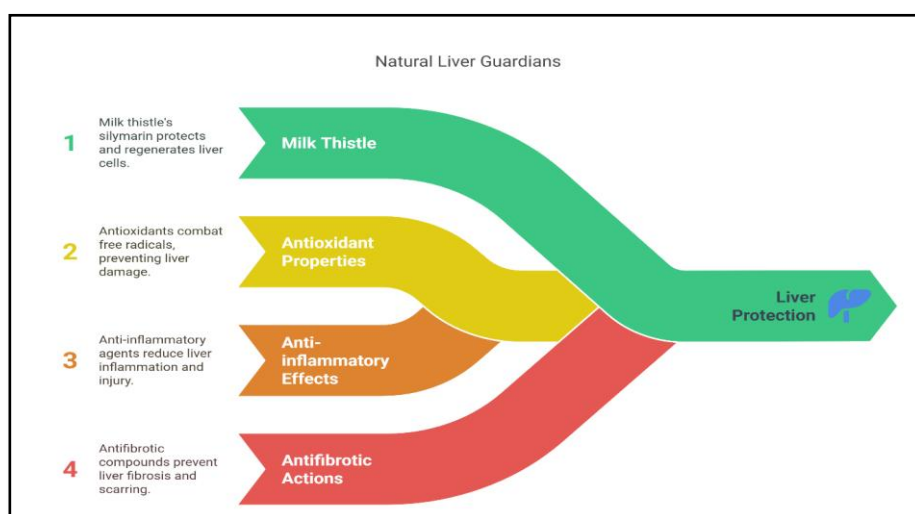 Natural Liver Guardians
1
Milk thistle's
silymarin protects
and regenerates liver
cells.
Milk Thistle
2
Antioxidants combat
free radicals,
preventing liver
damage.
Antioxidant
Properties
Liver
Protection
3
Anti-inflammatory
agents reduce liver
inflammation and
injury.
Anti-
inflammatory
Effects
4
Antifibrotic
compounds prevent
liver fibrosis and
scarring.
Antifibrotic
Actions